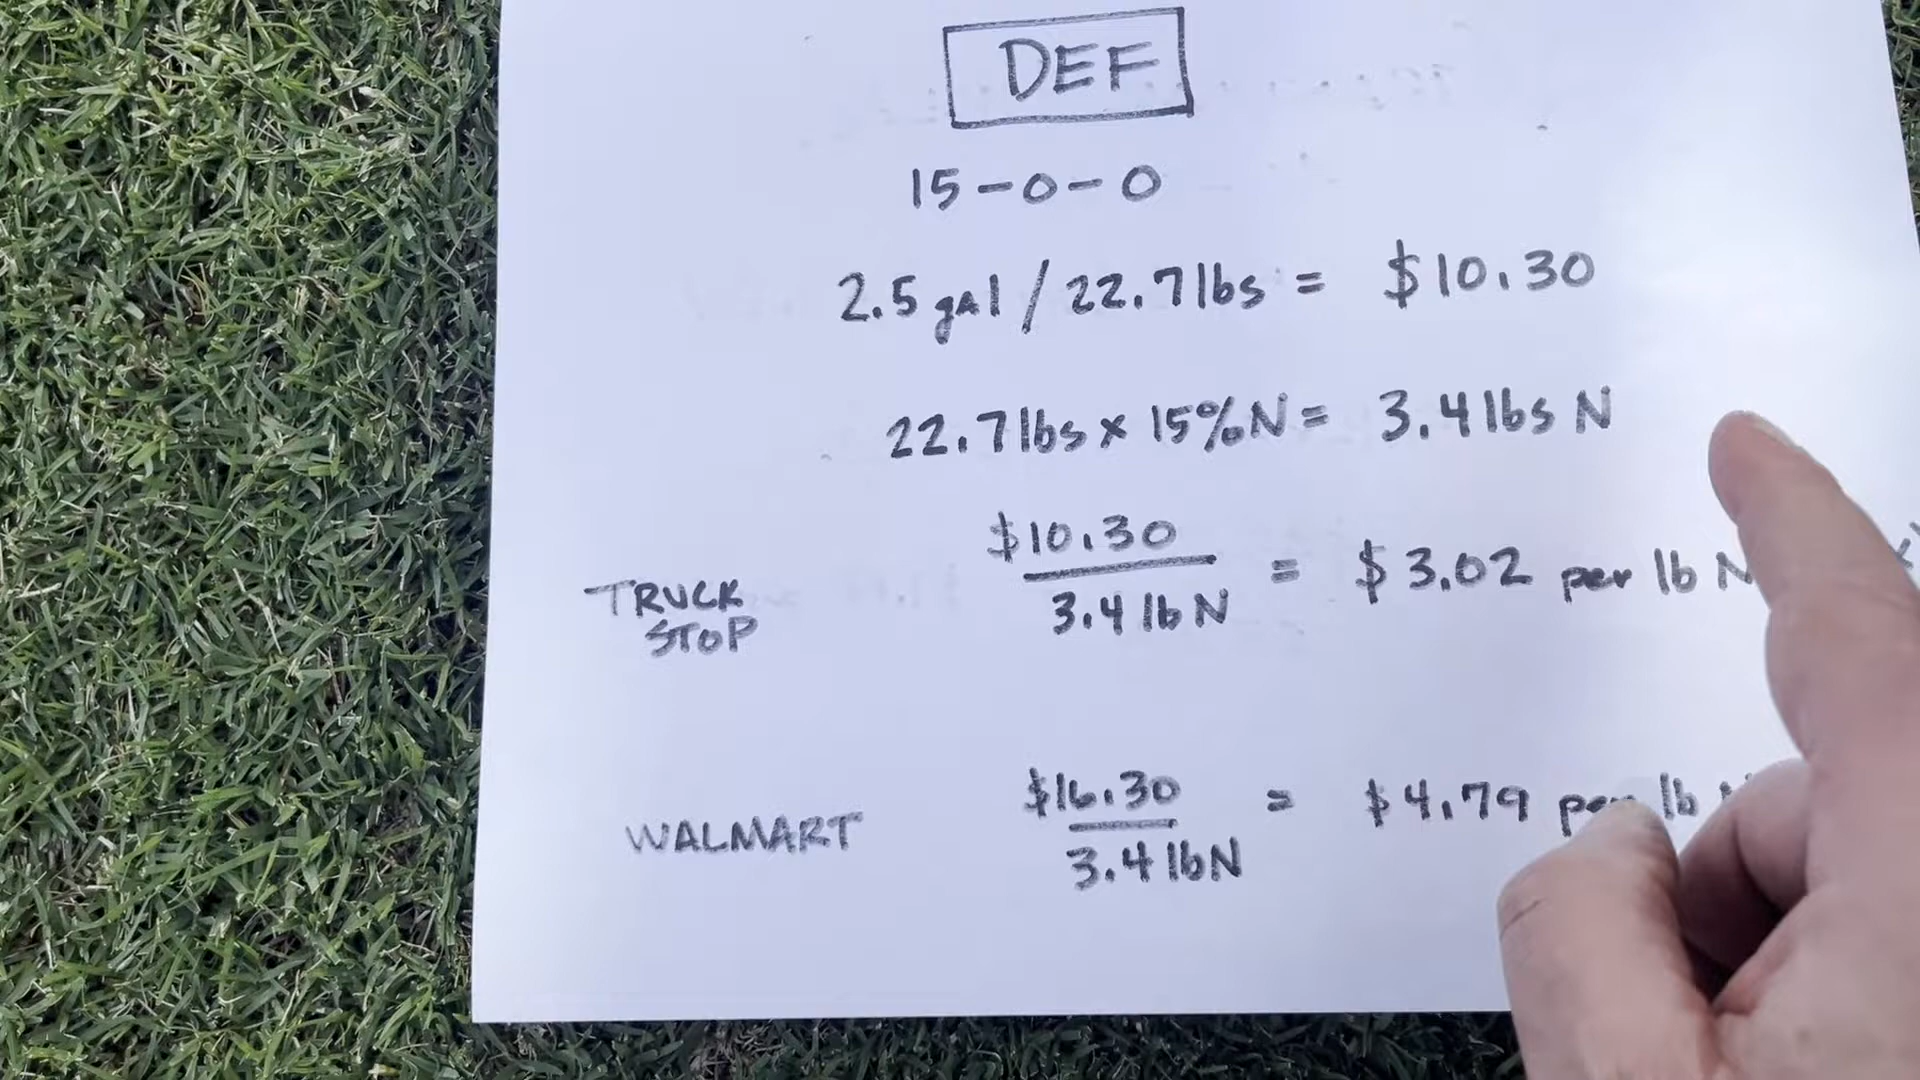 DEF
15-0-0
2.5 gal / 22.7 lbs = $10.30
22.7 lbs x 15% N = 3.4 lbs N
TRUCK STOP
$10.30 / 3.4 lb N = $3.02 per lb N
WALMART
$16.30 / 3.4 lb N = $4.79 per lb